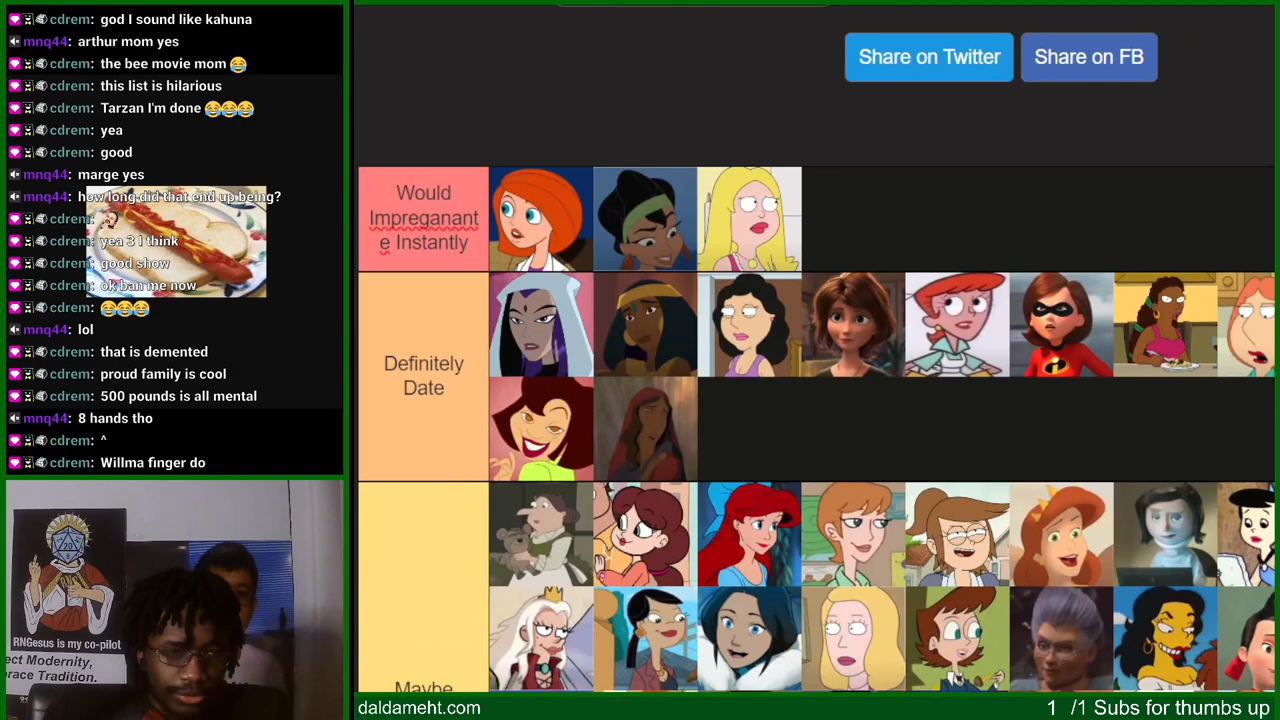 cdrem: god I sound like kahuna
mnq44: arthur mom yes
cdrem: the bee movie mom 😂
cdrem: this list is hilarious
cdrem: Tarzan I'm done 😂😂😂
cdrem: yea
cdrem: good
mnq44: marge yes
mnq44: how long did that end up being?
cdrem:
cdrem: yea 3 I think
cdrem: good show
cdrem: ok ban me now
cdrem: 😂😂😂
mnq44: lol
cdrem: that is demented
cdrem: proud family is cool
cdrem: 500 pounds is all mental
mnq44: 8 hands tho
cdrem: ^
cdrem: Willma finger do
20
RNGesus is my co-pilot
ect Modernity,
brace Tradition.
Share on Twitter
Share on FB
Would
Impreganant
e Instantly
Definitely
Date
Maybe
daldameht.com
1 /1 Subs for thumbs up